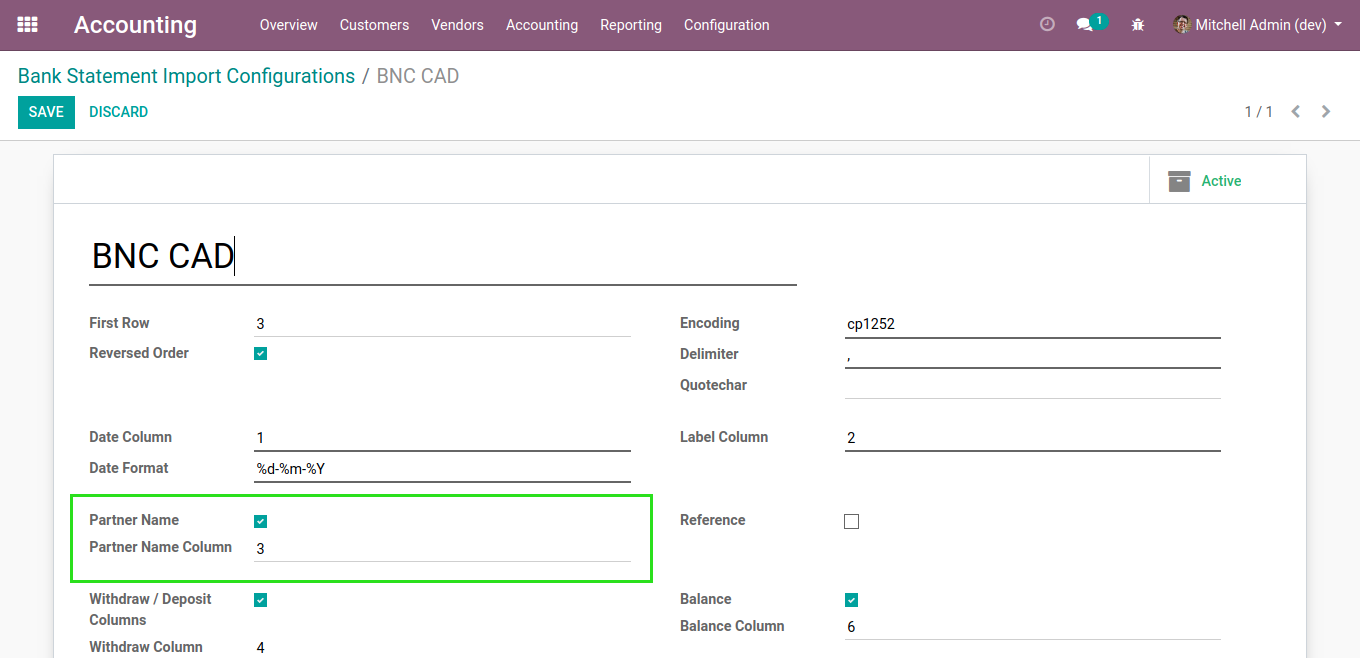 Accounting
Overview
Customers
Vendors
Accounting
Reporting
Configuration
1
Mitchell Admin (dev)
Bank Statement Import Configurations / BNC CAD
SAVE
DISCARD
1 / 1
Active
BNC CAD
First Row
3
Encoding
cp1252
Reversed Order
Delimiter
,
Quotechar
Date Column
1
Label Column
2
Date Format
%d-%m-%Y
Partner Name
Reference
Partner Name Column
3
Withdraw / Deposit
Columns
Balance
Balance Column
6
Withdraw Column
4